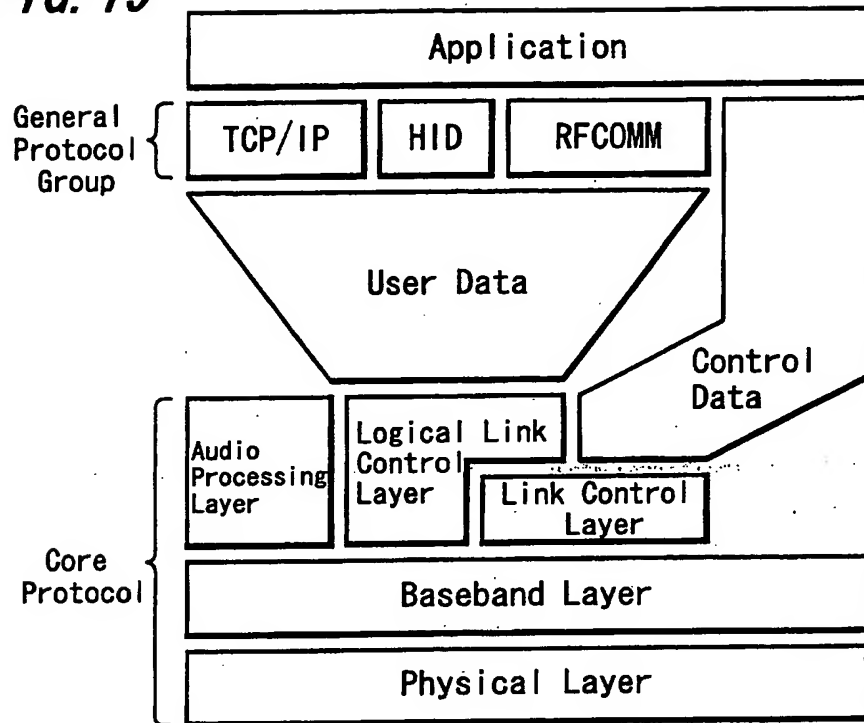 Application
General
Protocol
Group
TCP/IP
HID
RFCOMM
User Data
Control
Data
Audio
Processing
Layer
Logical Link
Control
Layer
Link Control
Layer
Core
Protocol
Baseband Layer
Physical Layer